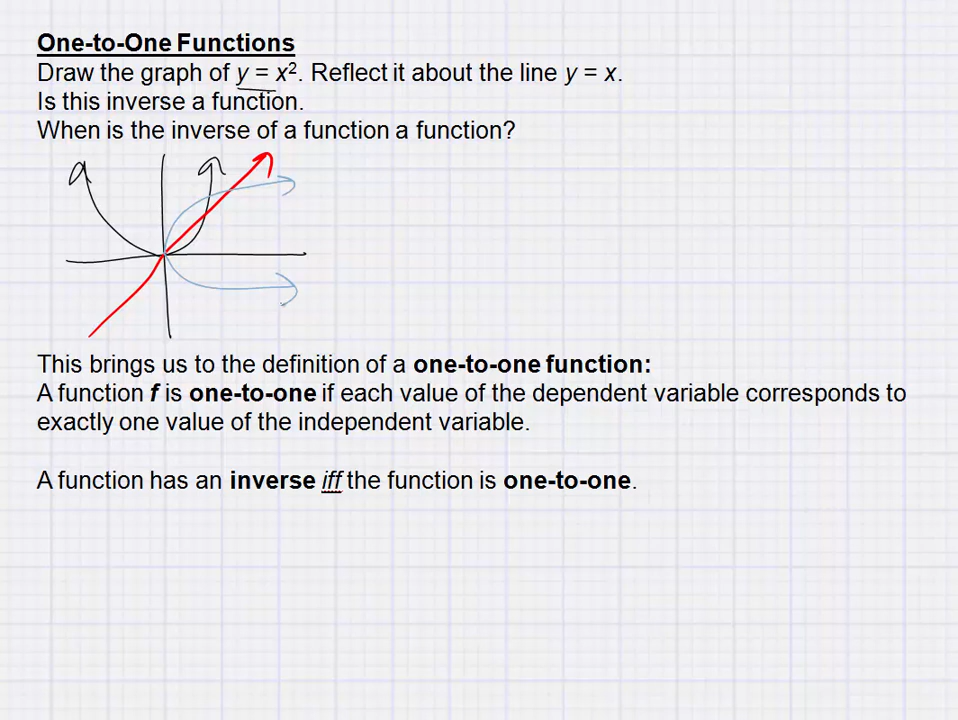 One-to-One Functions
Draw the graph of y = x². Reflect it about the line y = x.
Is this inverse a function.
When is the inverse of a function a function?
This brings us to the definition of a one-to-one function:
A function f is one-to-one if each value of the dependent variable corresponds to
exactly one value of the independent variable.
A function has an inverse iff the function is one-to-one.